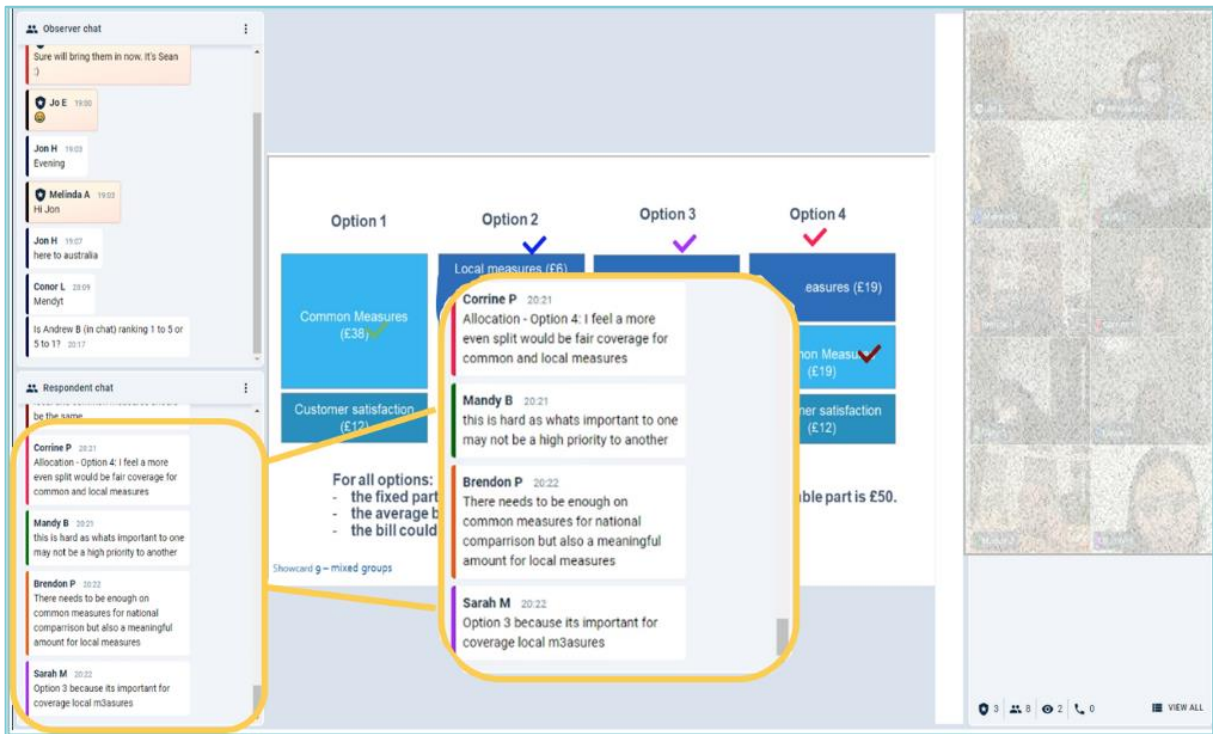 Observer chat
Sure will bring them in now. It's Sean
:)
Jo E 19:00
Jon H 19:03
Evening
Melinda A 19:03
Hi Jon
Jon H 19:07
here to australia
Conor L 20:09
Mendyt
Is Andrew B (in chat) ranking 1 to 5 or
5 to 1? 20:17
Respondent chat
be the same
Corrine P 20:21
Allocation - Option 4: I feel a more
even split would be fair coverage for
common and local measures
Mandy B 20:21
this is hard as whats important to one
may not be a high priority to another
Brendon P 20:22
There needs to be enough on
common measures for national
comparrison but also a meaningful
amount for local measures
Sarah M 20:22
Option 3 because its important for
coverage local m3asures
Option 1
Option 2
Option 3
Option 4
Common Measures
(£38)
Customer satisfaction
(£12)
Local measures (£6)
easures (£19)
mon Measu
(£19)
mer satisfaction
(£12)
Corrine P 20:21
Allocation - Option 4: I feel a more
even split would be fair coverage for
common and local measures
Mandy B 20:21
this is hard as whats important to one
may not be a high priority to another
Brendon P 20:22
There needs to be enough on
common measures for national
comparrison but also a meaningful
amount for local measures
Sarah M 20:22
Option 3 because its important for
coverage local m3asures
For all options:
- the fixed part
able part is £50.
- the average b
- the bill could
Showcard 9 – mixed groups
3 8 2 0 VIEW ALL